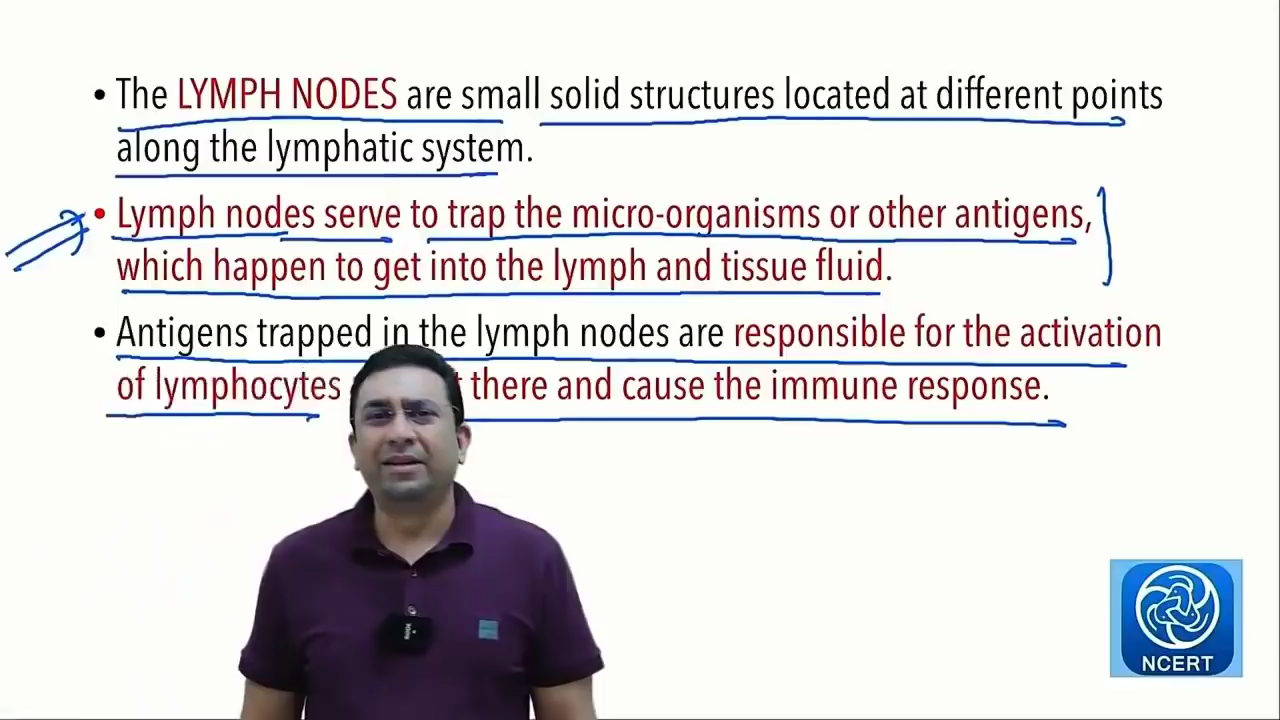 • The LYMPH NODES are small solid structures located at different points
along the lymphatic system.
• Lymph nodes serve to trap the micro-organisms or other antigens,
which happen to get into the lymph and tissue fluid.
• Antigens trapped in the lymph nodes are responsible for the activation
of lymphocytes there and cause the immune response.
NCERT